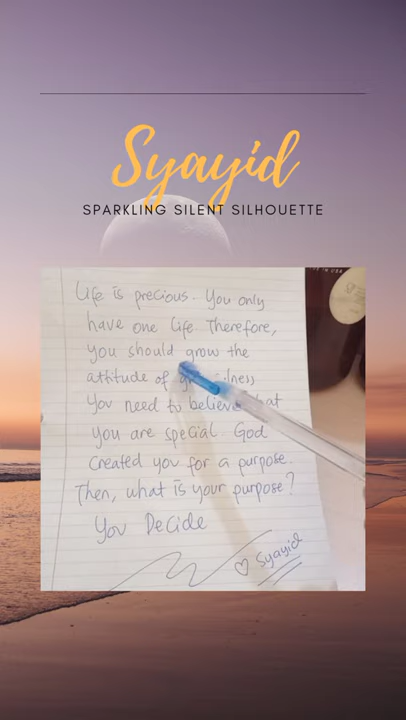 Syayid
SPARKLING SILENT SILHOUETTE
Life is precious. You only
have one life. Therefore,
you should grow the
attitude of
You need to believe that
you are special. God
created you for a purpose.
Then, what is your purpose?
You Decide
♡ Syayid